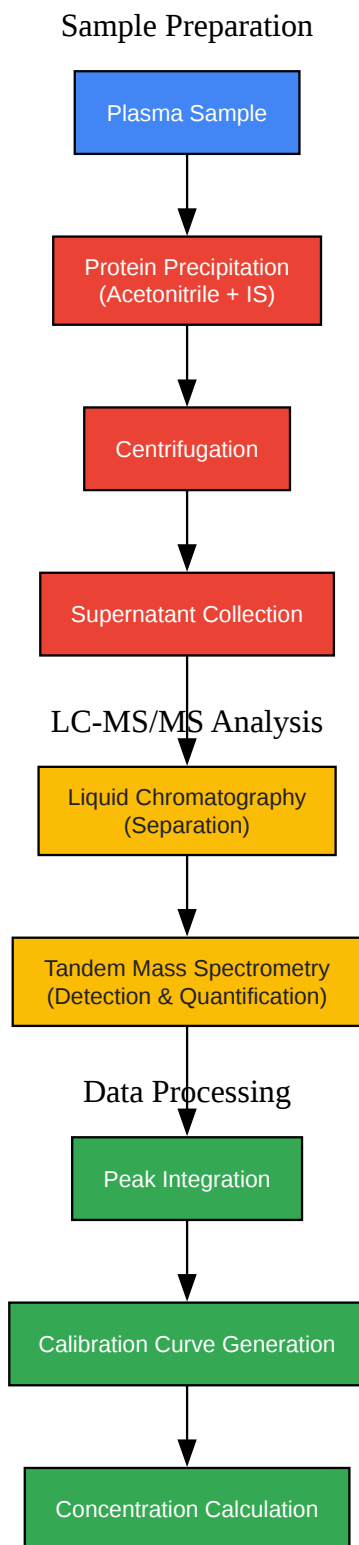 Sample Preparation
Plasma Sample
Protein Precipitation
(Acetonitrile + IS)
Centrifugation
Supernatant Collection
LC-MS/MS Analysis
Liquid Chromatography
(Separation)
Tandem Mass Spectrometry
(Detection & Quantification)
Data Processing
Peak Integration
Calibration Curve Generation
Concentration Calculation